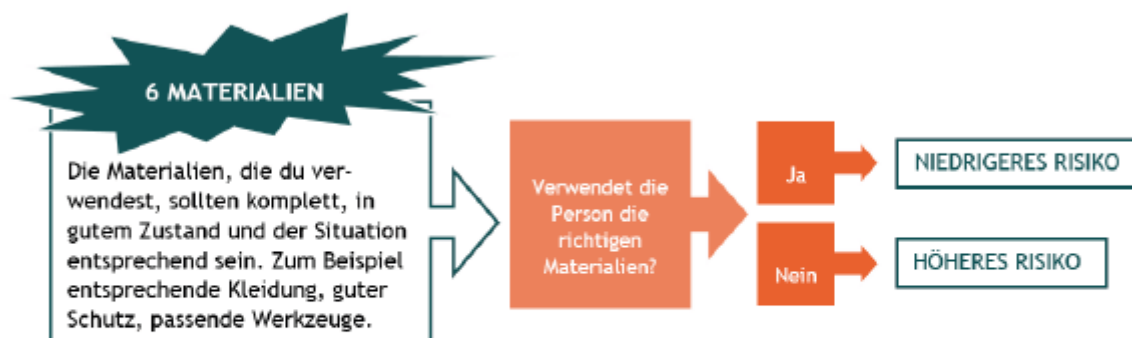 6 MATERIALIEN
Die Materialien, die du ver-
wendest, sollten komplett, in
gutem Zustand und der Situation
entsprechend sein. Zum Beispiel
entsprechende Kleidung, guter
Schutz, passende Werkzeuge.
Verwendet die
Person die
richtigen
Materialien?
Ja
NIEDRIGERES RISIKO
Nein
HÖHERES RISIKO